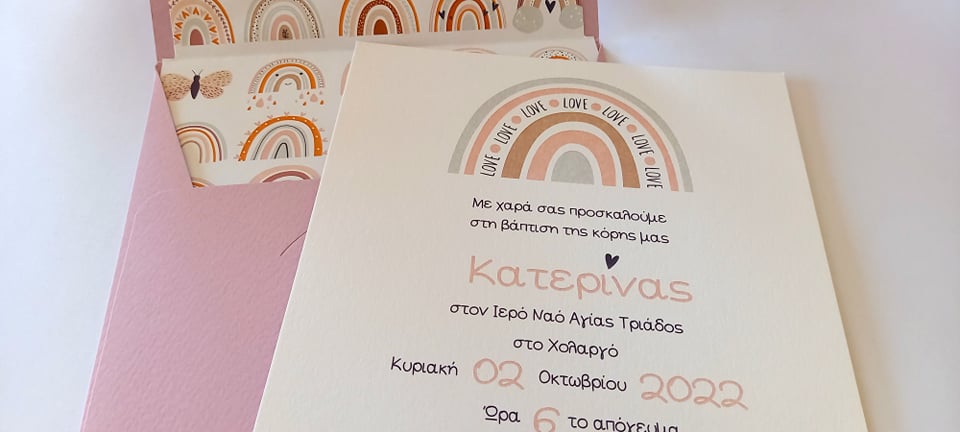 LOVE LOVE LOVE LOVE LOVE LOVE LOVE
Με χαρά σας προσκαλούμε
στη βάπτιση της κόρης μας
Κατερίνας
στον Ιερό Ναό Αγίας Τριάδος
στο Χολαργό
Κυριακή 02 Οκτωβρίου 2022
Ώρα 6 το απόγευμα